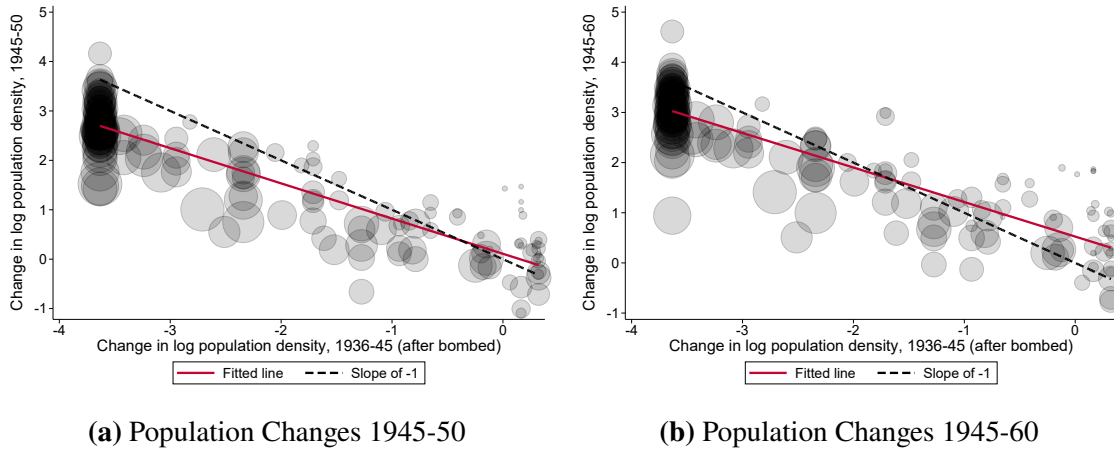 Change in log population density, 1945-50
5
4
3
2
1
0
-1
-4
-3
-2
-1
0
Change in log population density, 1936-45 (after bombed)
Fitted line
Slope of -1
(a) Population Changes 1945-50
Change in log population density, 1945-60
5
4
3
2
1
0
-1
-4
-3
-2
-1
0
Change in log population density, 1936-45 (after bombed)
Fitted line
Slope of -1
(b) Population Changes 1945-60